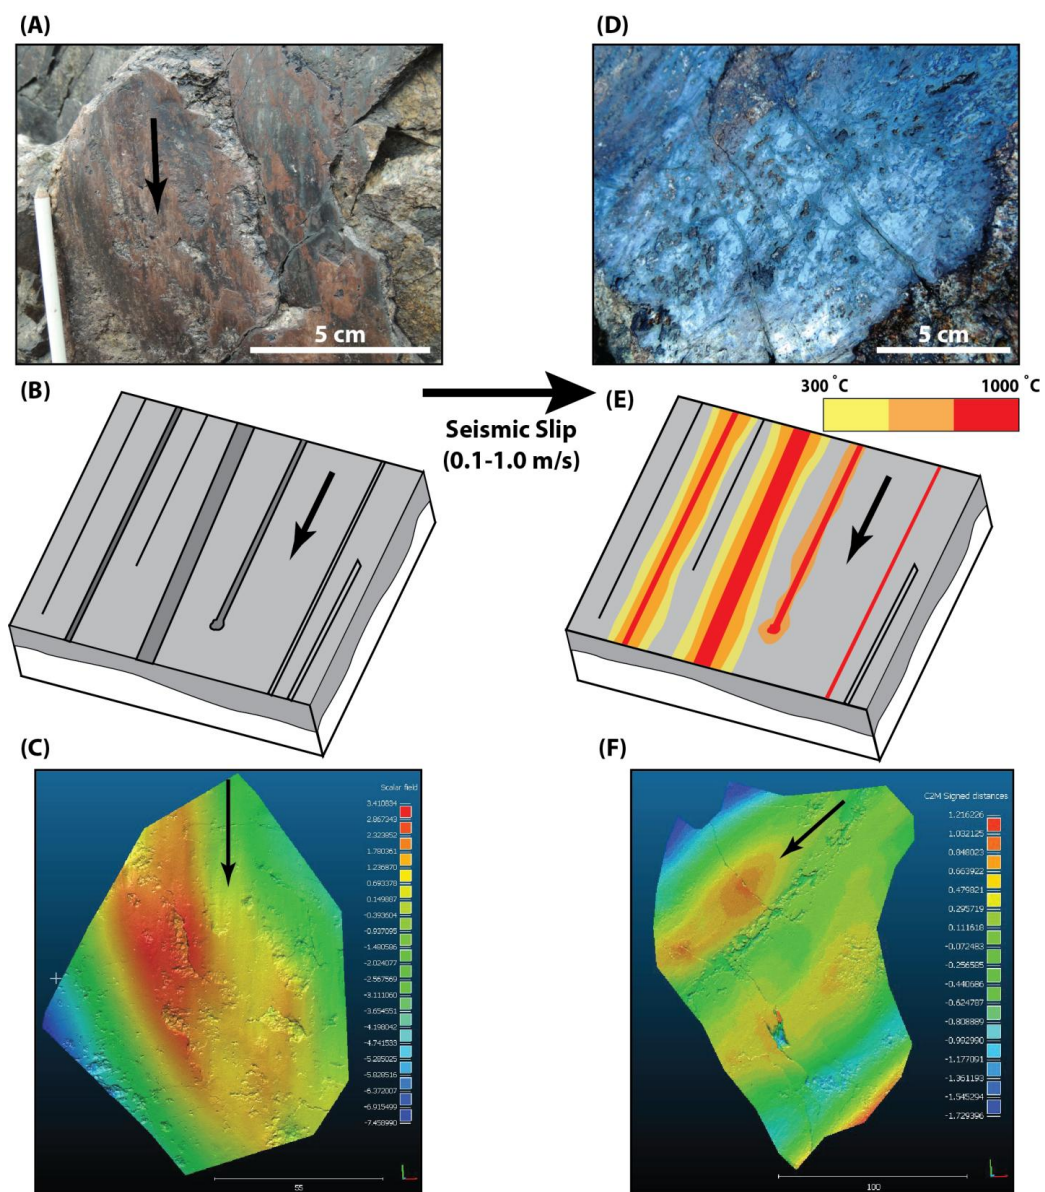 (A)
(D)
5 cm
5 cm
(B)
Seismic Slip
(0.1-1.0 m/s)
(E)
300 °C
1000 °C
(C)
Scalar field
3.410834
2.867343
2.323852
1.780361
1.236870
0.693378
0.149887
-0.393604
-0.937095
-1.480586
-2.024077
-2.567569
-3.111060
-3.654551
-4.198042
-4.741533
-5.285025
-5.828516
-6.372007
-6.915499
-7.458990
55
(F)
C2M Signed distances
1.216226
1.032125
0.848023
0.663922
0.479821
0.295719
0.111618
-0.072483
-0.256585
-0.440686
-0.624787
-0.808889
-0.992990
-1.177091
-1.361193
-1.545294
-1.729396
100